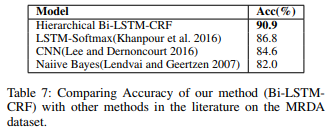 Model Acc(%)
Hierarchical Bi-LSTM-CRF 90.9
LSTM-Softmax(Khanpour et al. 2016) 86.8
CNN(Lee and Dernoncourt 2016) 84.6
Naiive Bayes(Lendvai and Geertzen 2007) 82.0
Table 7: Comparing Accuracy of our method (Bi-LSTM-
CRF) with other methods in the literature on the MRDA
dataset.